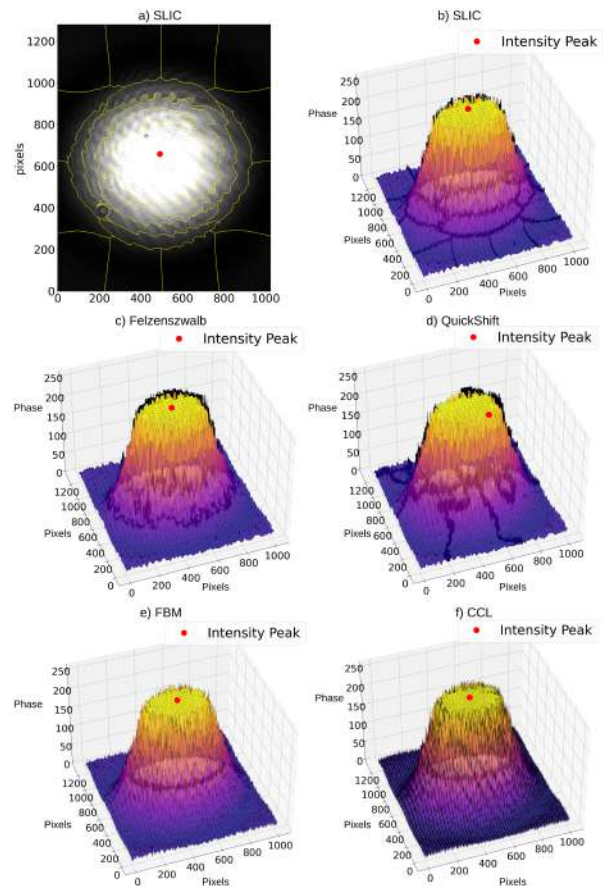 a) SLIC
1200
1000
800
600
400
200
0
pixels
0 200 400 600 800 1000
b) SLIC
Intensity Peak
250
200
150
100
50
0
Phase
1200
1000
800
600
400
200
0
Pixels
0 200 400 600 800 1000
Pixels
c) Felzenszwalb
Intensity Peak
250
200
150
100
50
0
Phase
1200
1000
800
600
400
200
0
Pixels
0 200 400 600 800 1000
Pixels
d) QuickShift
Intensity Peak
250
200
150
100
50
0
Phase
1200
1000
800
600
400
200
0
Pixels
0 200 400 600 800 1000
Pixels
e) FBM
Intensity Peak
250
200
150
100
50
0
Phase
1200
1000
800
600
400
200
0
Pixels
0 200 400 600 800 1000
Pixels
f) CCL
Intensity Peak
250
200
150
100
50
0
Phase
1200
1000
800
600
400
200
0
Pixels
0 200 400 600 800 1000
Pixels